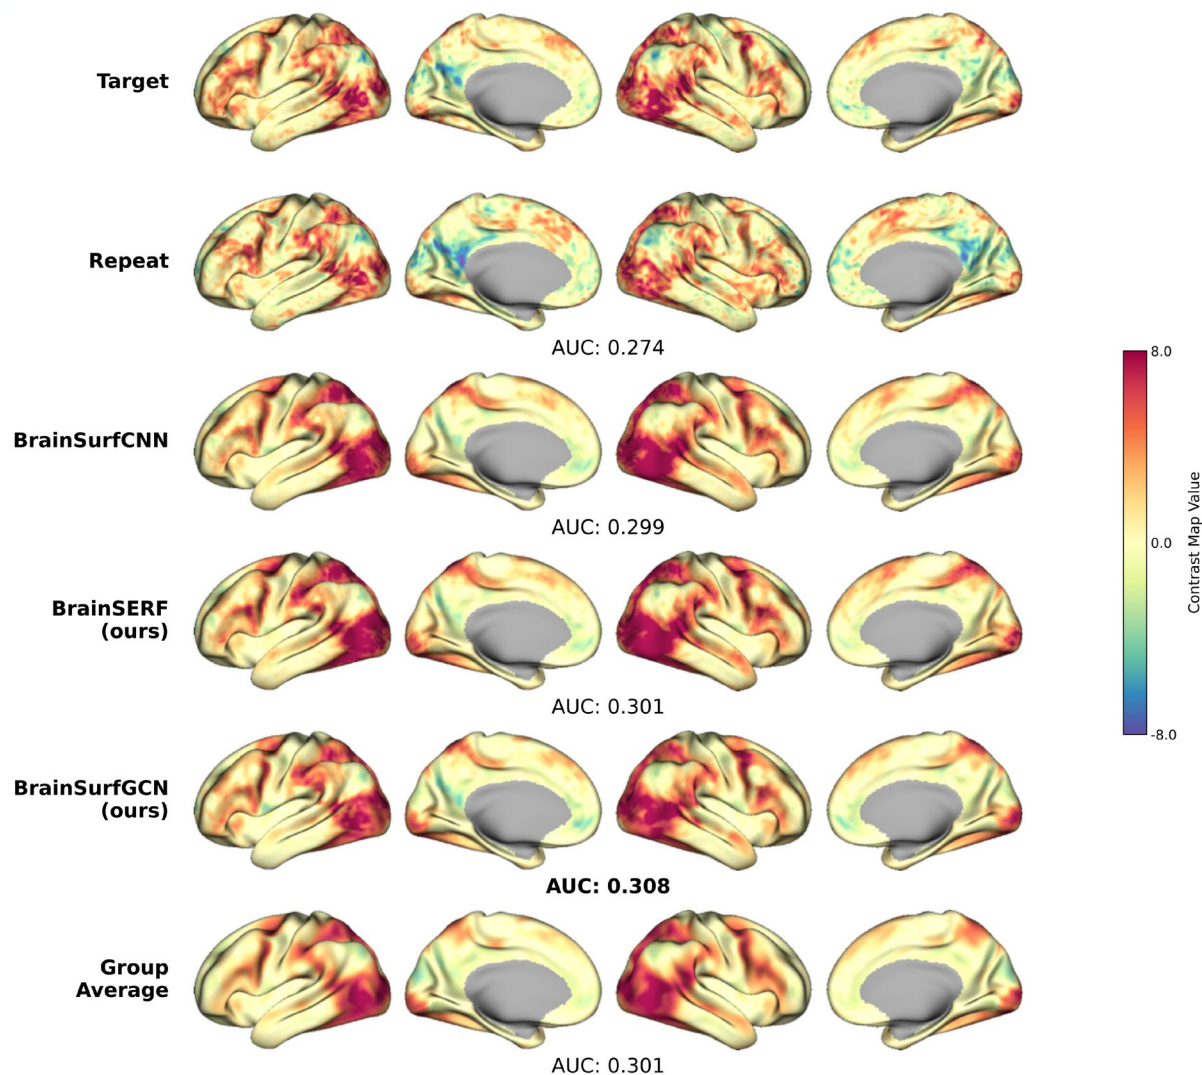 Target
Repeat
AUC: 0.274
BrainSurfCNN
AUC: 0.299
BrainSERF
(ours)
AUC: 0.301
BrainSurfGCN
(ours)
AUC: 0.308
Group
Average
AUC: 0.301
8.0
0.0
-8.0
Contrast Map Value